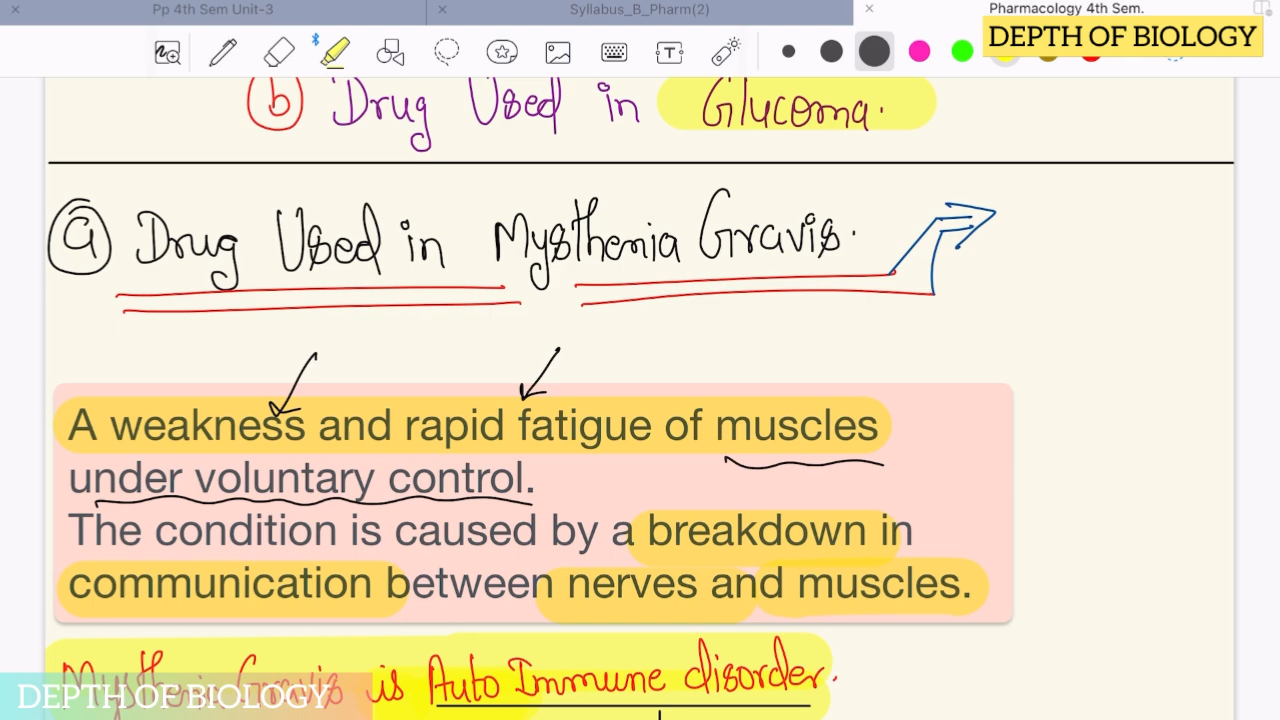 Pp 4th Sem Unit-3
Syllabus_B_Pharm(2)
Pharmacology 4th Sem.
DEPTH OF BIOLOGY
b Drug Used in Glucoma.
a Drug Used in Mysthenia Gravis.
A weakness and rapid fatigue of muscles
under voluntary control.
The condition is caused by a breakdown in
communication between nerves and muscles.
Mysthenia Gravis is Auto Immune disorder.
DEPTH OF BIOLOGY